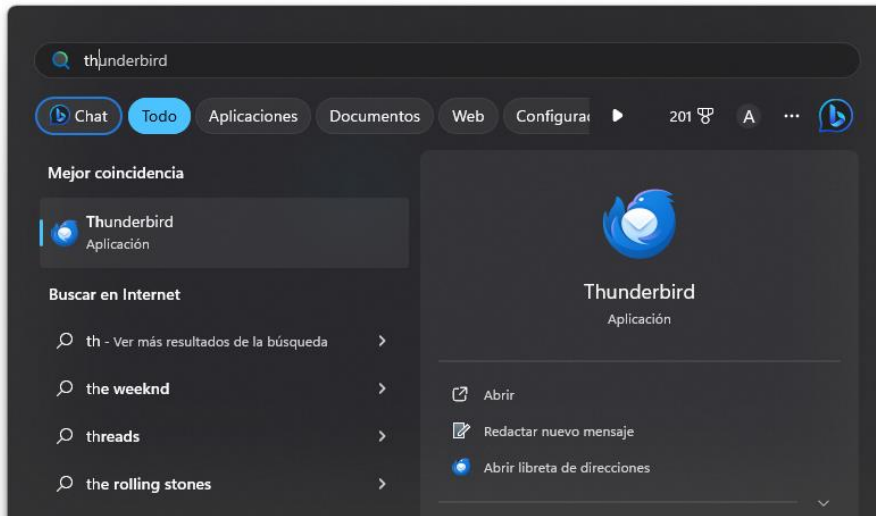 thunderbird
Chat Todo Aplicaciones Documentos Web Configura 201 A ...
Mejor coincidencia
Thunderbird
Aplicación
Buscar en Internet
th - Ver más resultados de la búsqueda
the weeknd
threads
the rolling stones
Thunderbird
Aplicación
Abrir
Redactar nuevo mensaje
Abrir libreta de direcciones